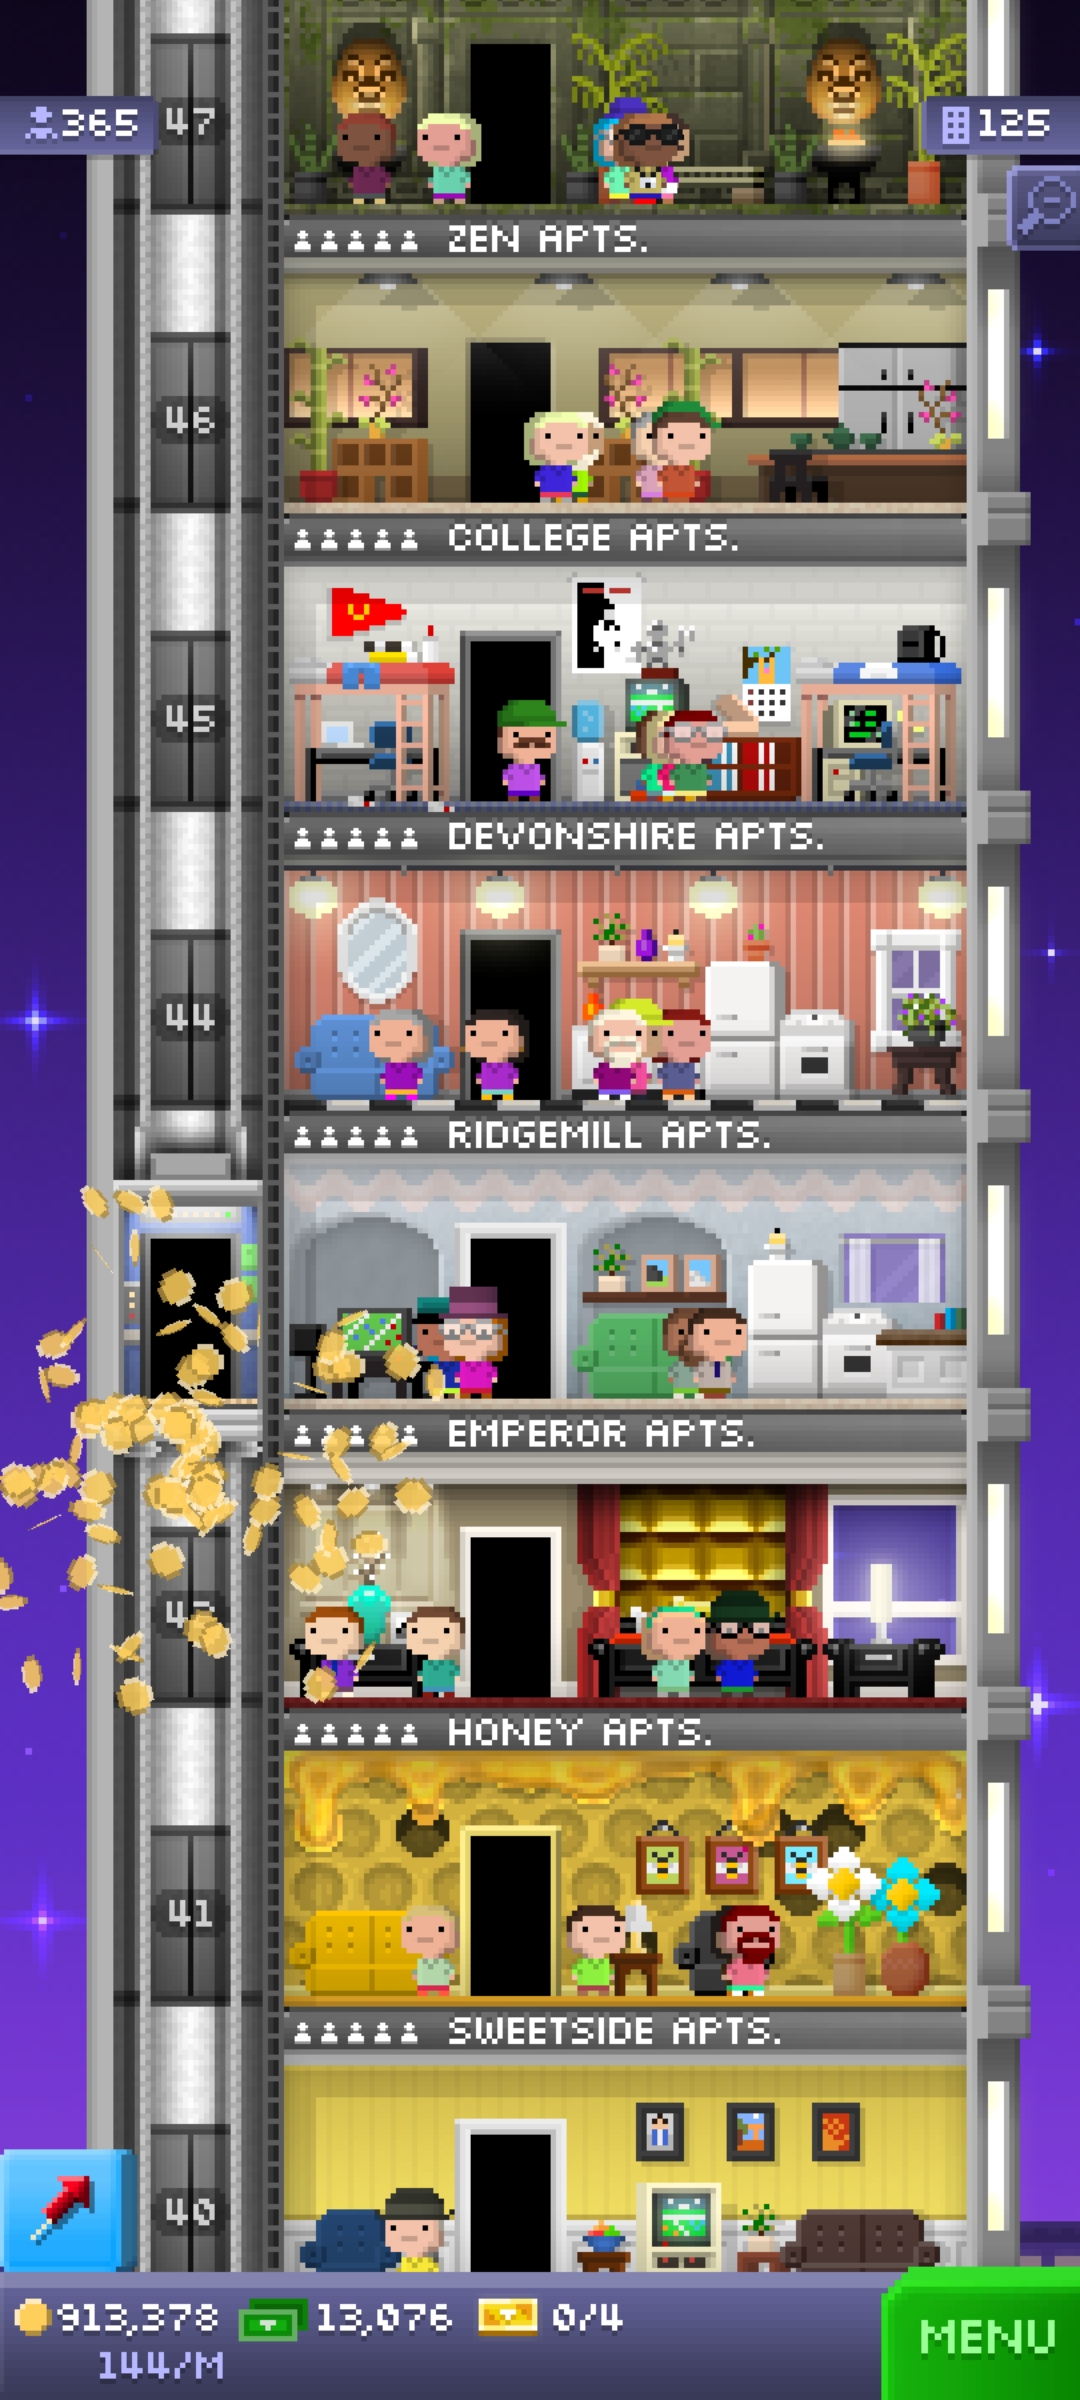 365
47
125
ZEN APTS.
46
COLLEGE APTS.
45
DEVONSHIRE APTS.
44
RIDGEMILL APTS.
EMPEROR APTS.
HONEY APTS.
41
SWEETSIDE APTS.
40
913,378 13,076 0/4
144/M
MENU